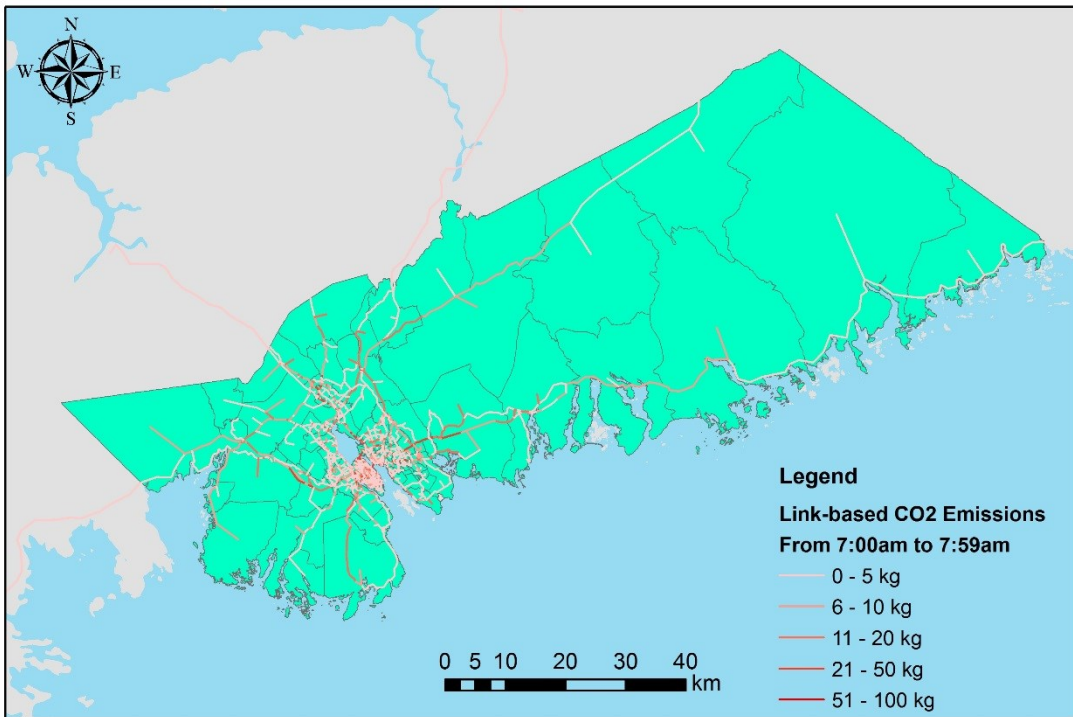 N
W E
S
Legend
Link-based CO2 Emissions
From 7:00am to 7:59am
0 - 5 kg
6 - 10 kg
11 - 20 kg
21 - 50 kg
51 - 100 kg
0 5 10 20 30 40
km